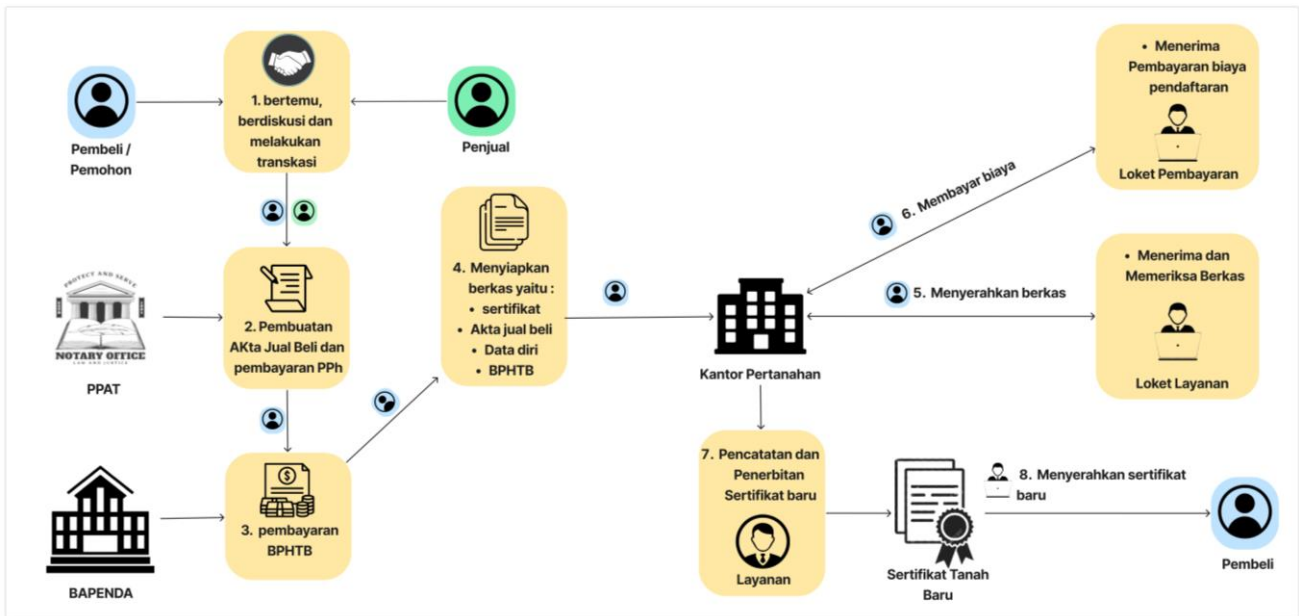 1. bertemu,
berdiskusi dan
melakukan
transkasi
Pembeli /
Pemohon
Penjual
PROTECT AND SERVE
NOTARY OFFICE
LAW AND JUSTICE
PPAT
2. Pembuatan
AKta Jual Beli dan
pembayaran PPh
BAPENDA
3. pembayaran
BPHTB
4. Menyiapkan
berkas yaitu :
• sertifikat
• Akta jual beli
• Data diri
• BPHTB
Kantor Pertanahan
5. Menyerahkan berkas
• Menerima dan
Memeriksa Berkas
Loket Layanan
6. Membayar biaya
• Menerima
Pembayaran biaya
pendaftaran
Loket Pembayaran
7. Pencatatan dan
Penerbitan
Sertifikat baru
Layanan
Sertifikat Tanah
Baru
8. Menyerahkan sertifikat
baru
Pembeli